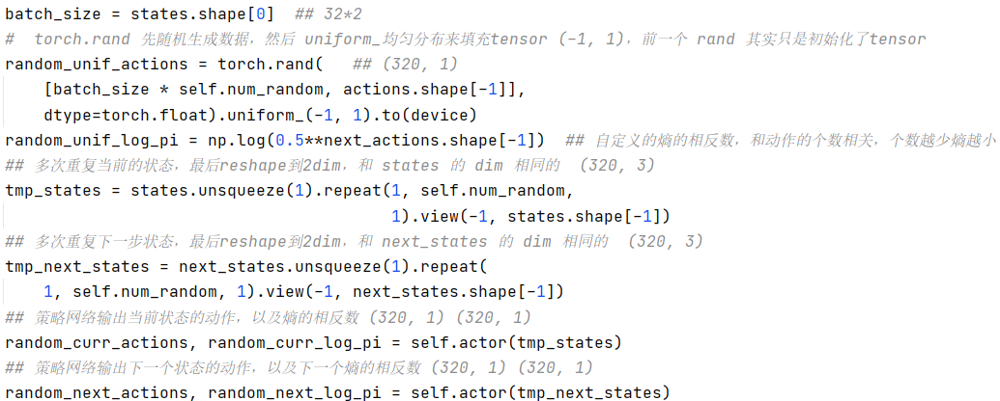 batch_size = states.shape[0]  ## 32*2
#  torch.rand 先随机生成数据，然后 uniform_均匀分布来填充tensor (-1, 1)，前一个 rand 其实只是初始化了tensor
random_unif_actions = torch.rand(   ## (320, 1)
    [batch_size * self.num_random, actions.shape[-1]],
    dtype=torch.float).uniform_(-1, 1).to(device)
random_unif_log_pi = np.log(0.5**next_actions.shape[-1])  ## 自定义的熵的相反数，和动作的个数相关，个数越少熵越小
## 多次重复当前的状态，最后reshape到2dim，和 states 的 dim 相同的  (320, 3)
tmp_states = states.unsqueeze(1).repeat(1, self.num_random,
                                        1).view(-1, states.shape[-1])
## 多次重复下一步状态，最后reshape到2dim，和 next_states 的 dim 相同的  (320, 3)
tmp_next_states = next_states.unsqueeze(1).repeat(
    1, self.num_random, 1).view(-1, next_states.shape[-1])
## 策略网络输出当前状态的动作，以及熵的相反数 (320, 1) (320, 1)
random_curr_actions, random_curr_log_pi = self.actor(tmp_states)
## 策略网络输出下一个状态的动作，以及下一个熵的相反数 (320, 1) (320, 1)
random_next_actions, random_next_log_pi = self.actor(tmp_next_states)